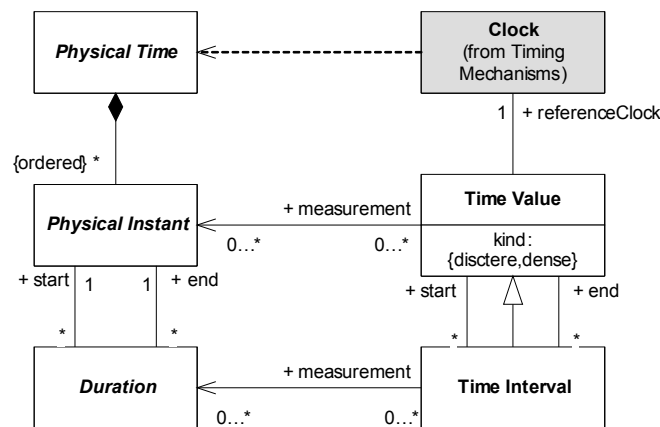 Physical Time
Clock
(from Timing
Mechanisms)
1 + referenceClock
{ordered} *
Physical Instant
+ measurement
0...* 0...*
Time Value
kind:
{disctere,dense}
+ start 1 1 + end
+ start + end
* *
* *
Duration
+ measurement
0...* 0...*
Time Interval